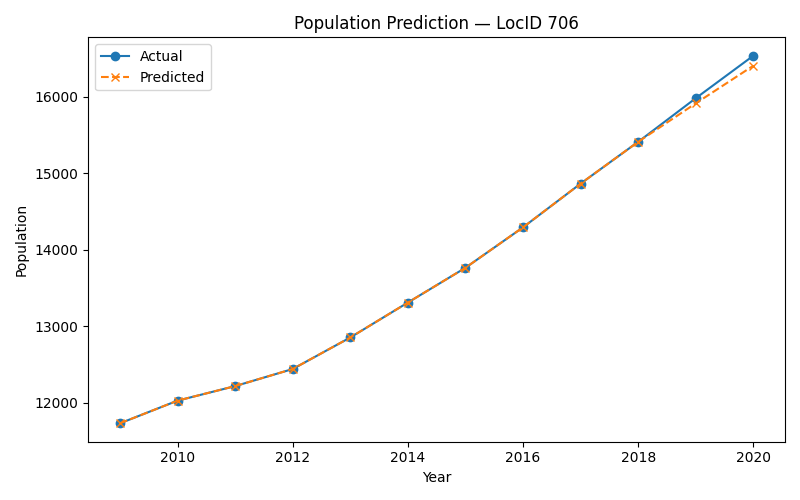 Population Prediction — LocID 706
Actual
Predicted
Population
16000
15000
14000
13000
12000
2010
2012
2014
2016
2018
2020
Year